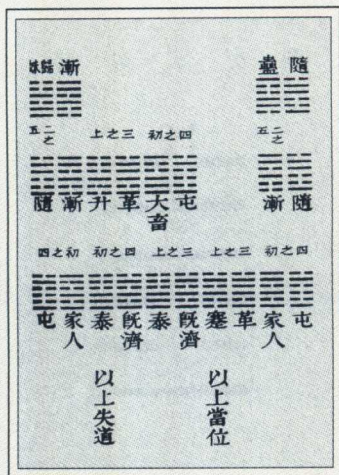 隨 蠱 漸 歸妹
二之五 四之初 三之上 二之五
隨 漸 屯 大畜 革 升 漸 隨
四之初 三之上 三之上 四之初 初之四
屯 家人 革 蹇 既濟 泰 既濟 泰 家人 屯
以上當位
以上失道